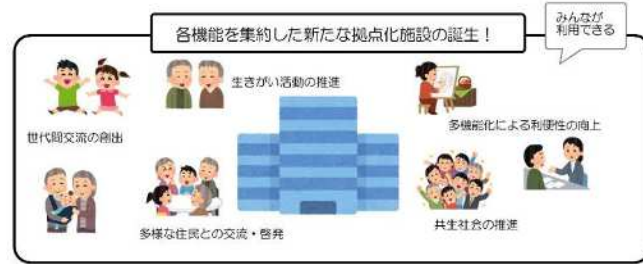 各機能を集約した新たな拠点化施設の誕生！
みんなが
利用できる
生きがい活動の推進
世代間交流の創出
多機能化による利便性の向上
多様な住民との交流・啓発
共生社会の推進